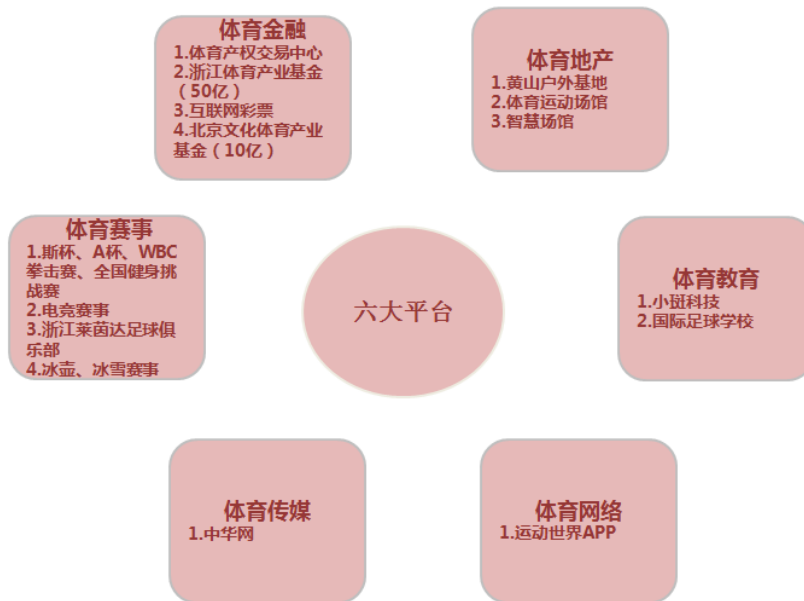 体育金融
1.体育产权交易中心
2.浙江体育产业基金
（50亿）
3.互联网彩票
4.北京文化体育产业
基金（10亿）
体育地产
1.黄山户外基地
2.体育运动场馆
3.智慧场馆
体育赛事
1.斯杯、A杯、WBC
拳击赛、全国健身挑
战赛
2.电竞赛事
3.浙江莱茵达足球俱
乐部
4.冰壶、冰雪赛事
六大平台
体育教育
1.小斑科技
2.国际足球学校
体育传媒
1.中华网
体育网络
1.运动世界APP